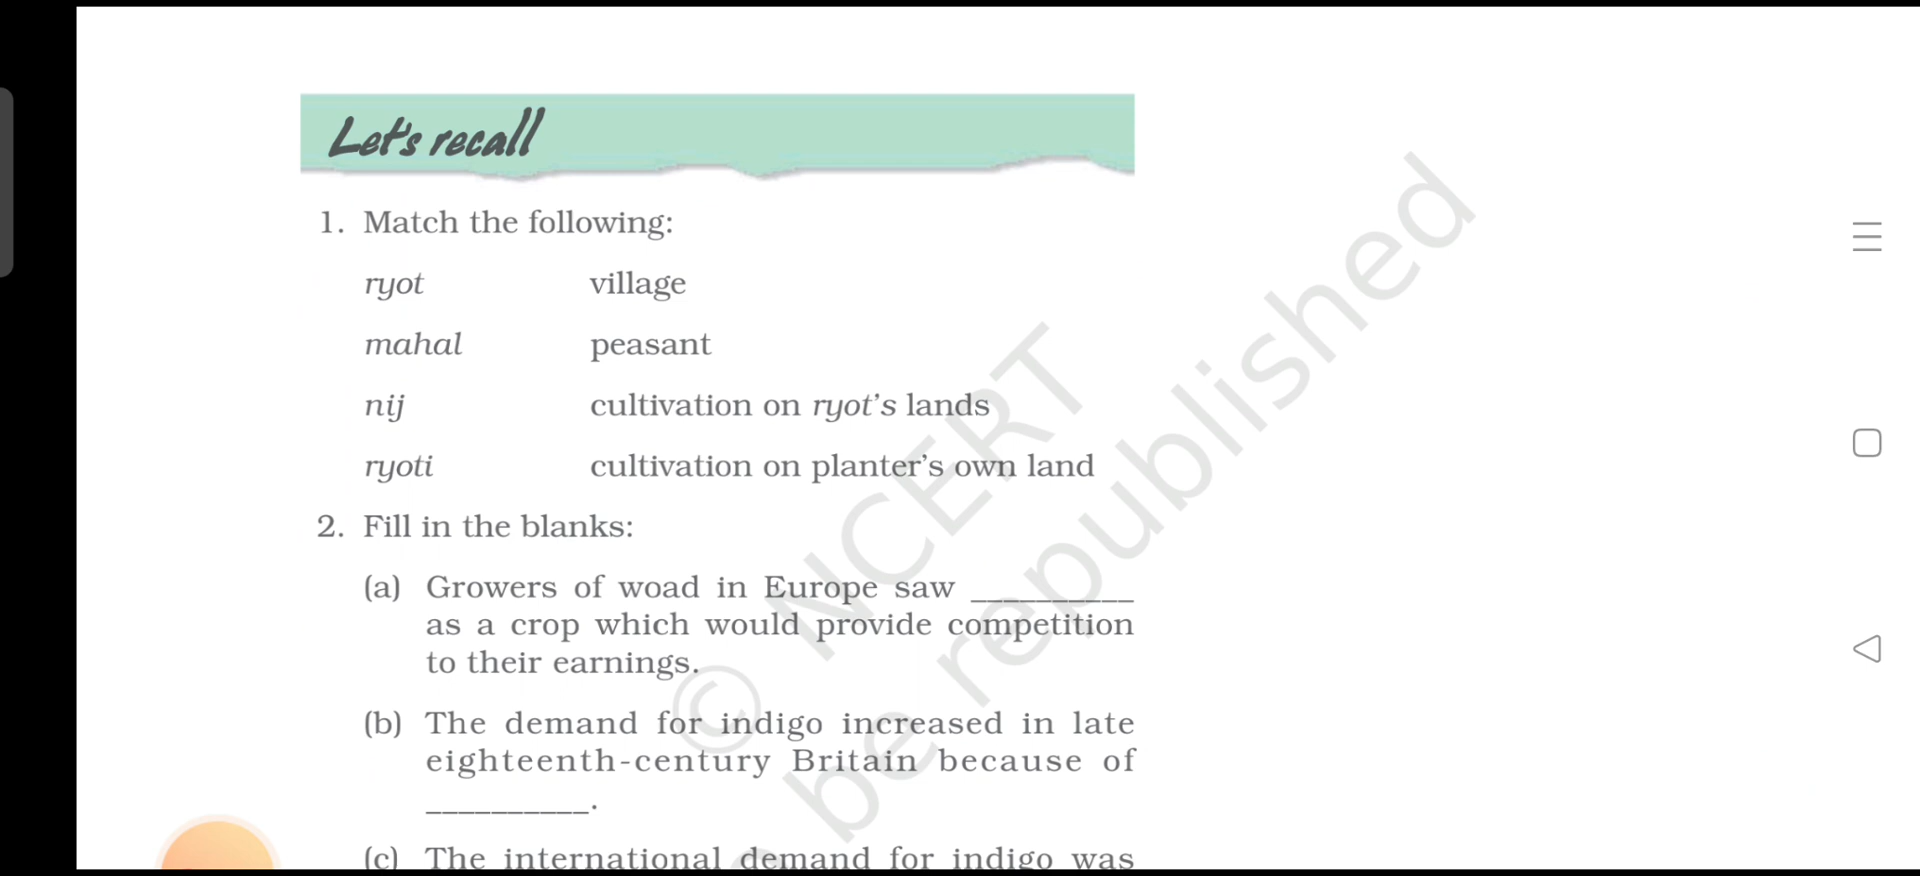 Let's recall
1. Match the following:
ryot village
mahal peasant
nij cultivation on ryot's lands
ryoti cultivation on planter's own land
2. Fill in the blanks:
(a) Growers of woad in Europe saw __________
as a crop which would provide competition
to their earnings.
(b) The demand for indigo increased in late
eighteenth-century Britain because of
__________.
(c) The international demand for indigo was
© NCERT
be republished